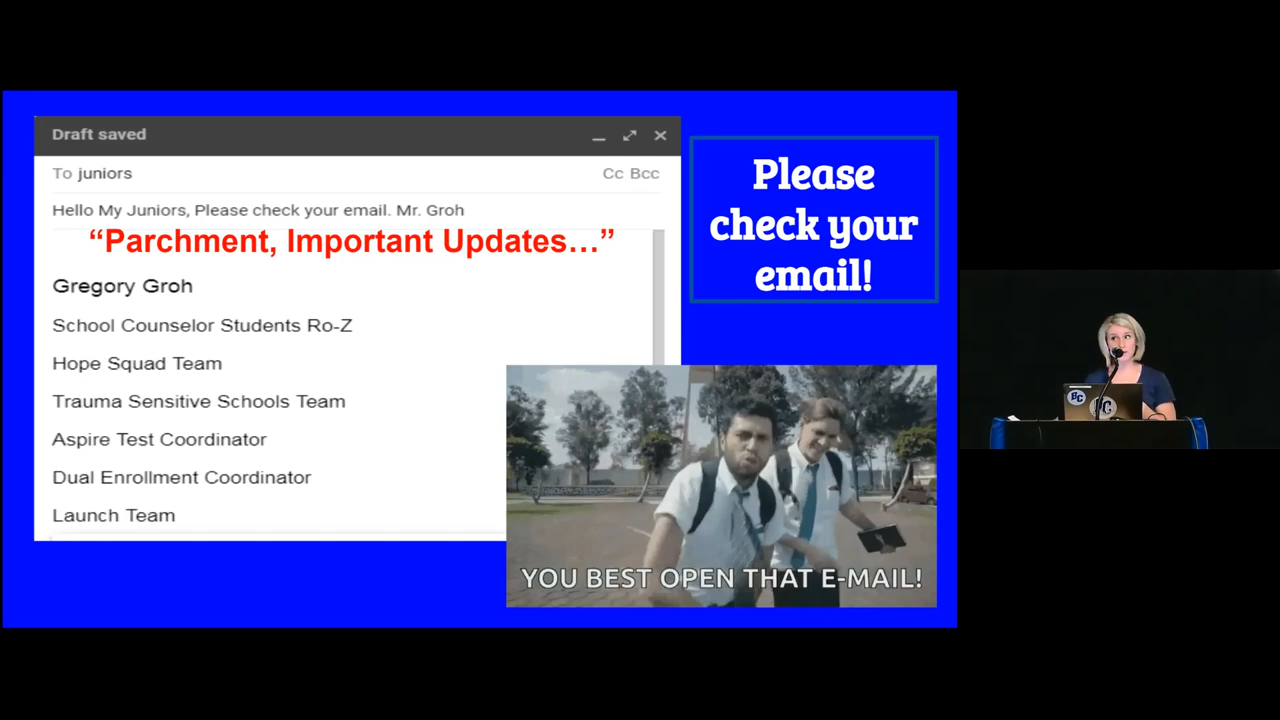 Draft saved
To juniors
Cc Bcc
Hello My Juniors, Please check your email. Mr. Groh
“Parchment, Important Updates…”
Gregory Groh
School Counselor Students Ro-Z
Hope Squad Team
Trauma Sensitive Schools Team
Aspire Test Coordinator
Dual Enrollment Coordinator
Launch Team
Please
check your
email!
YOU BEST OPEN THAT E-MAIL!
BC